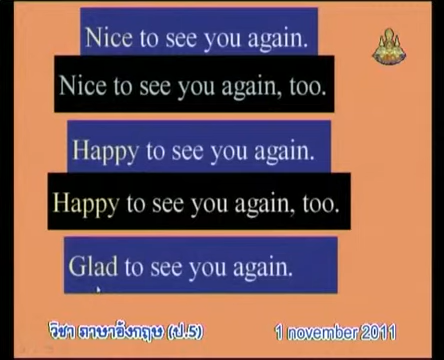 Nice to see you again.
Nice to see you again, too.
Happy to see you again.
Happy to see you again, too.
Glad to see you again.
วิชา ภาษาอังกฤษ (ป.5)
1 november 2011